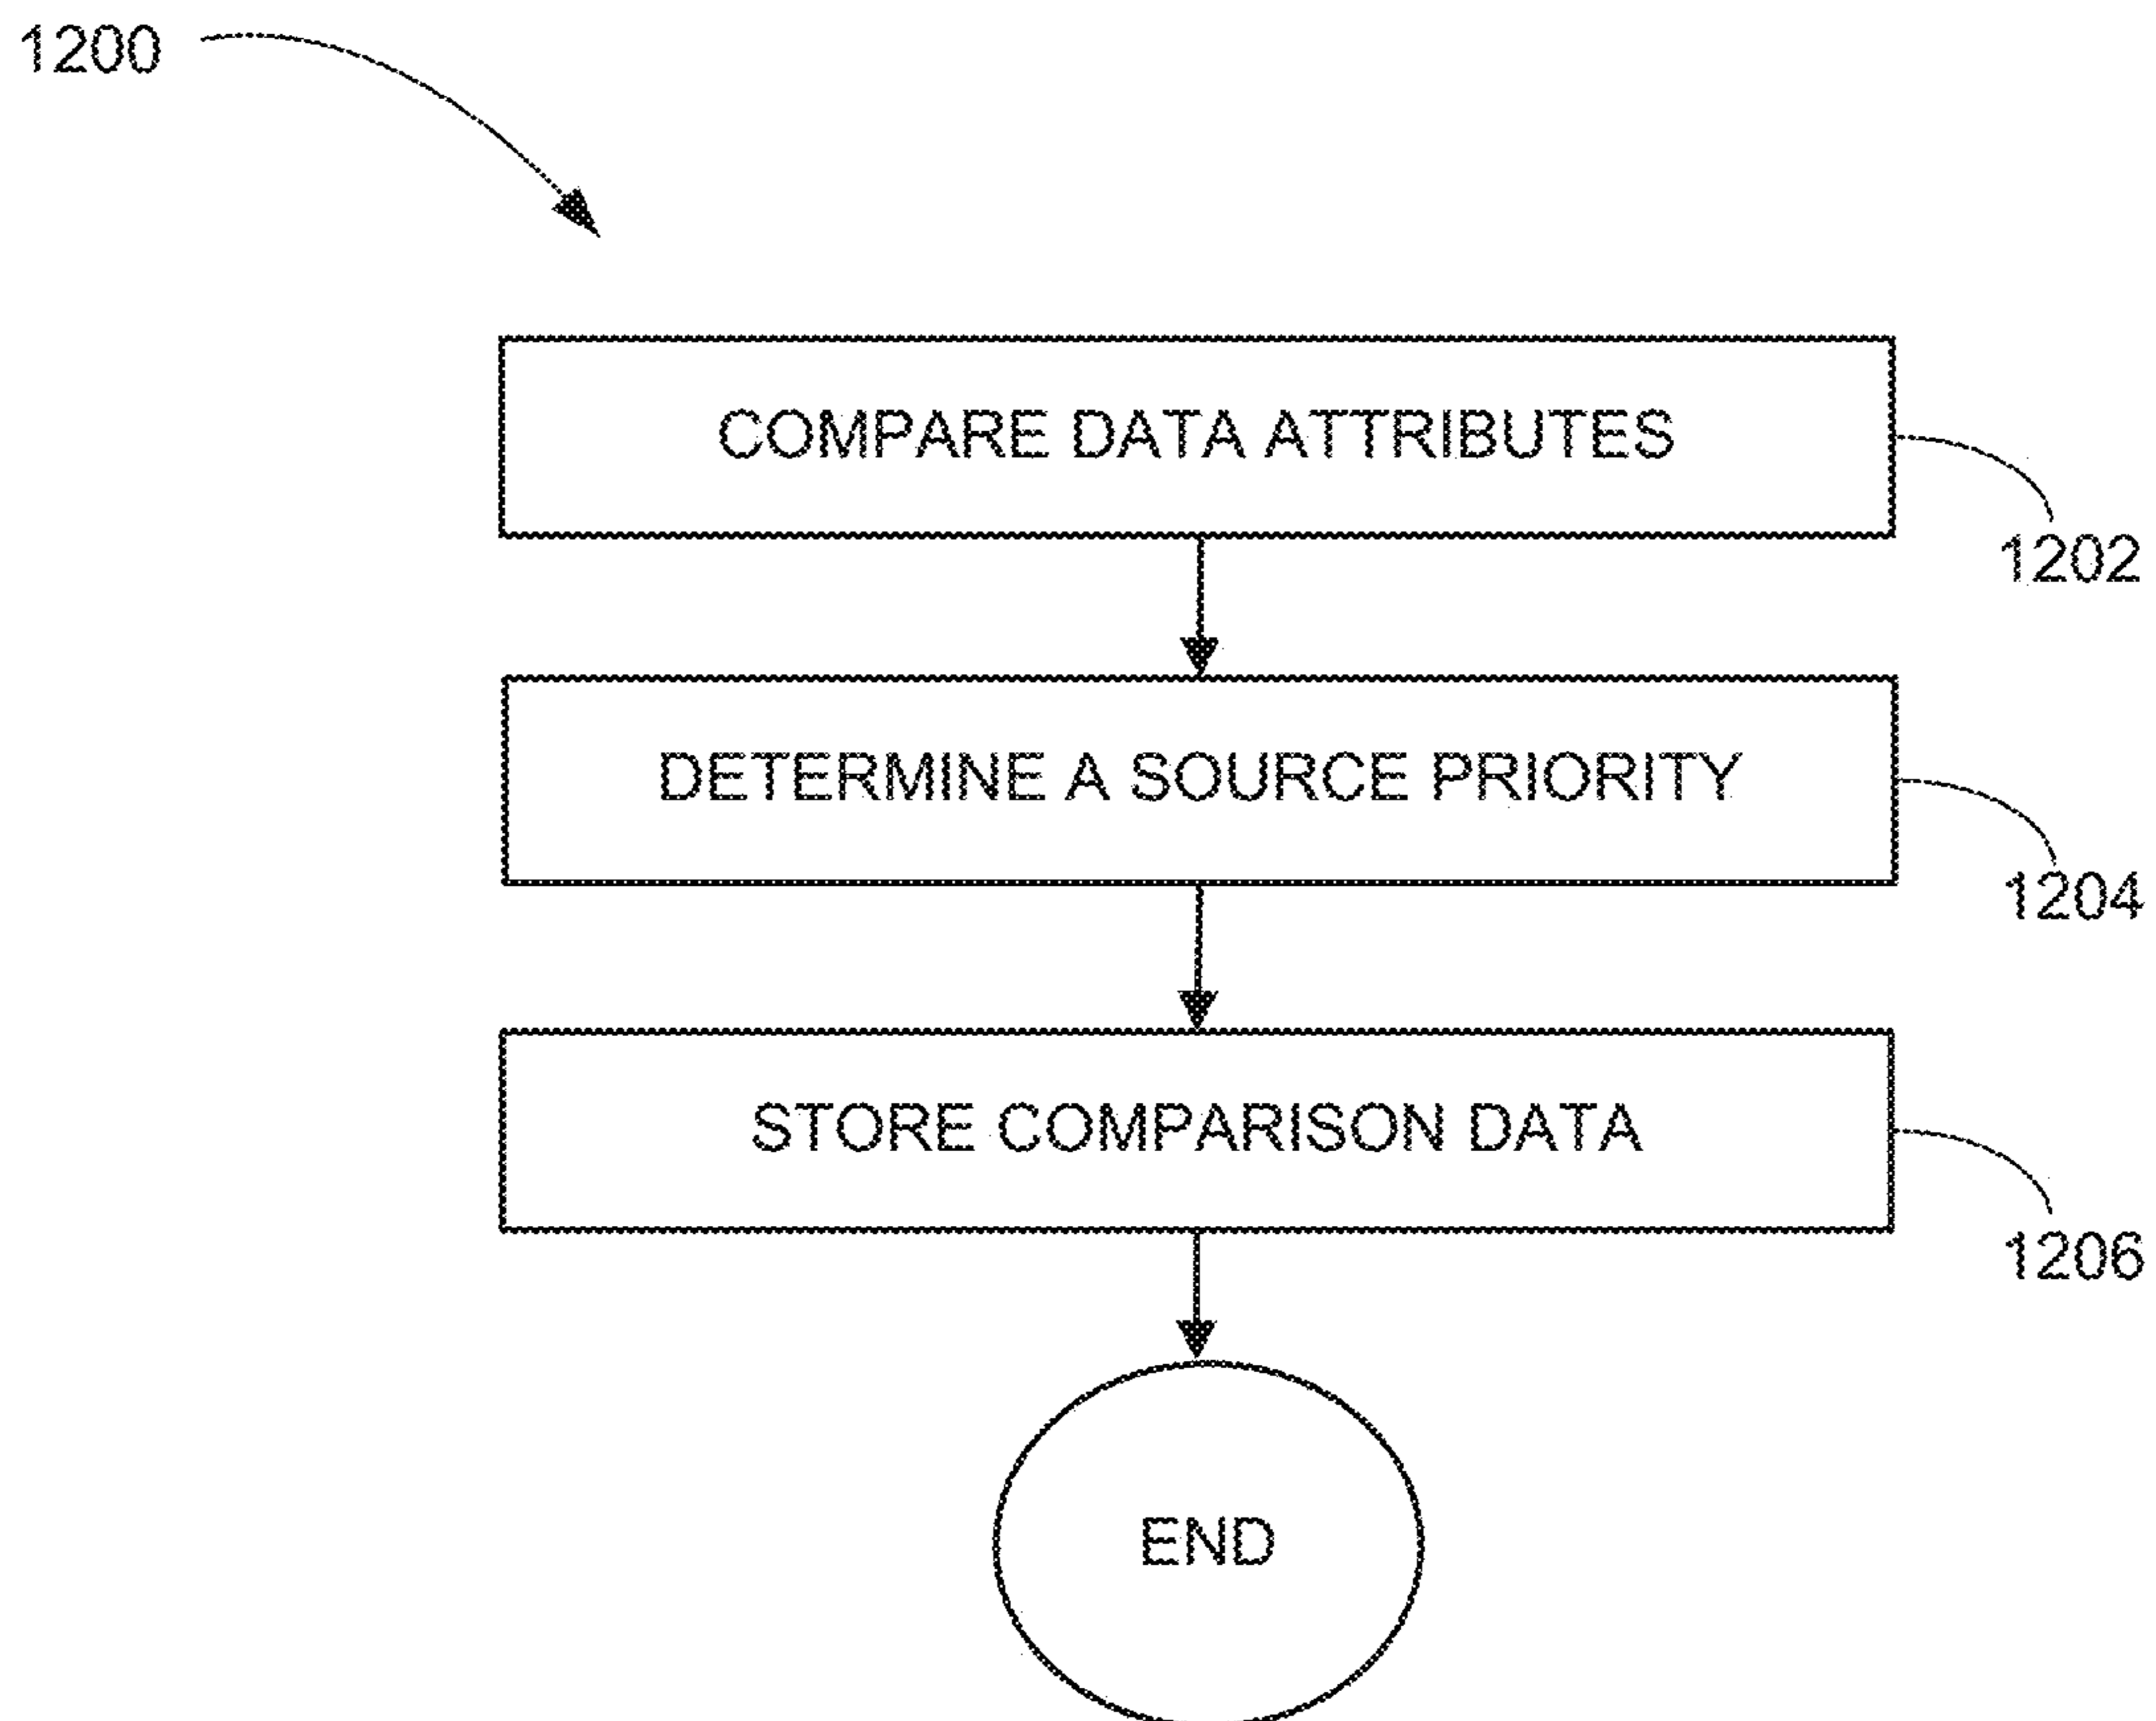 1200
COMPARE DATA ATTRIBUTES
1202
DETERMINE A SOURCE PRIORITY
1204
STORE COMPARISON DATA
1206
END